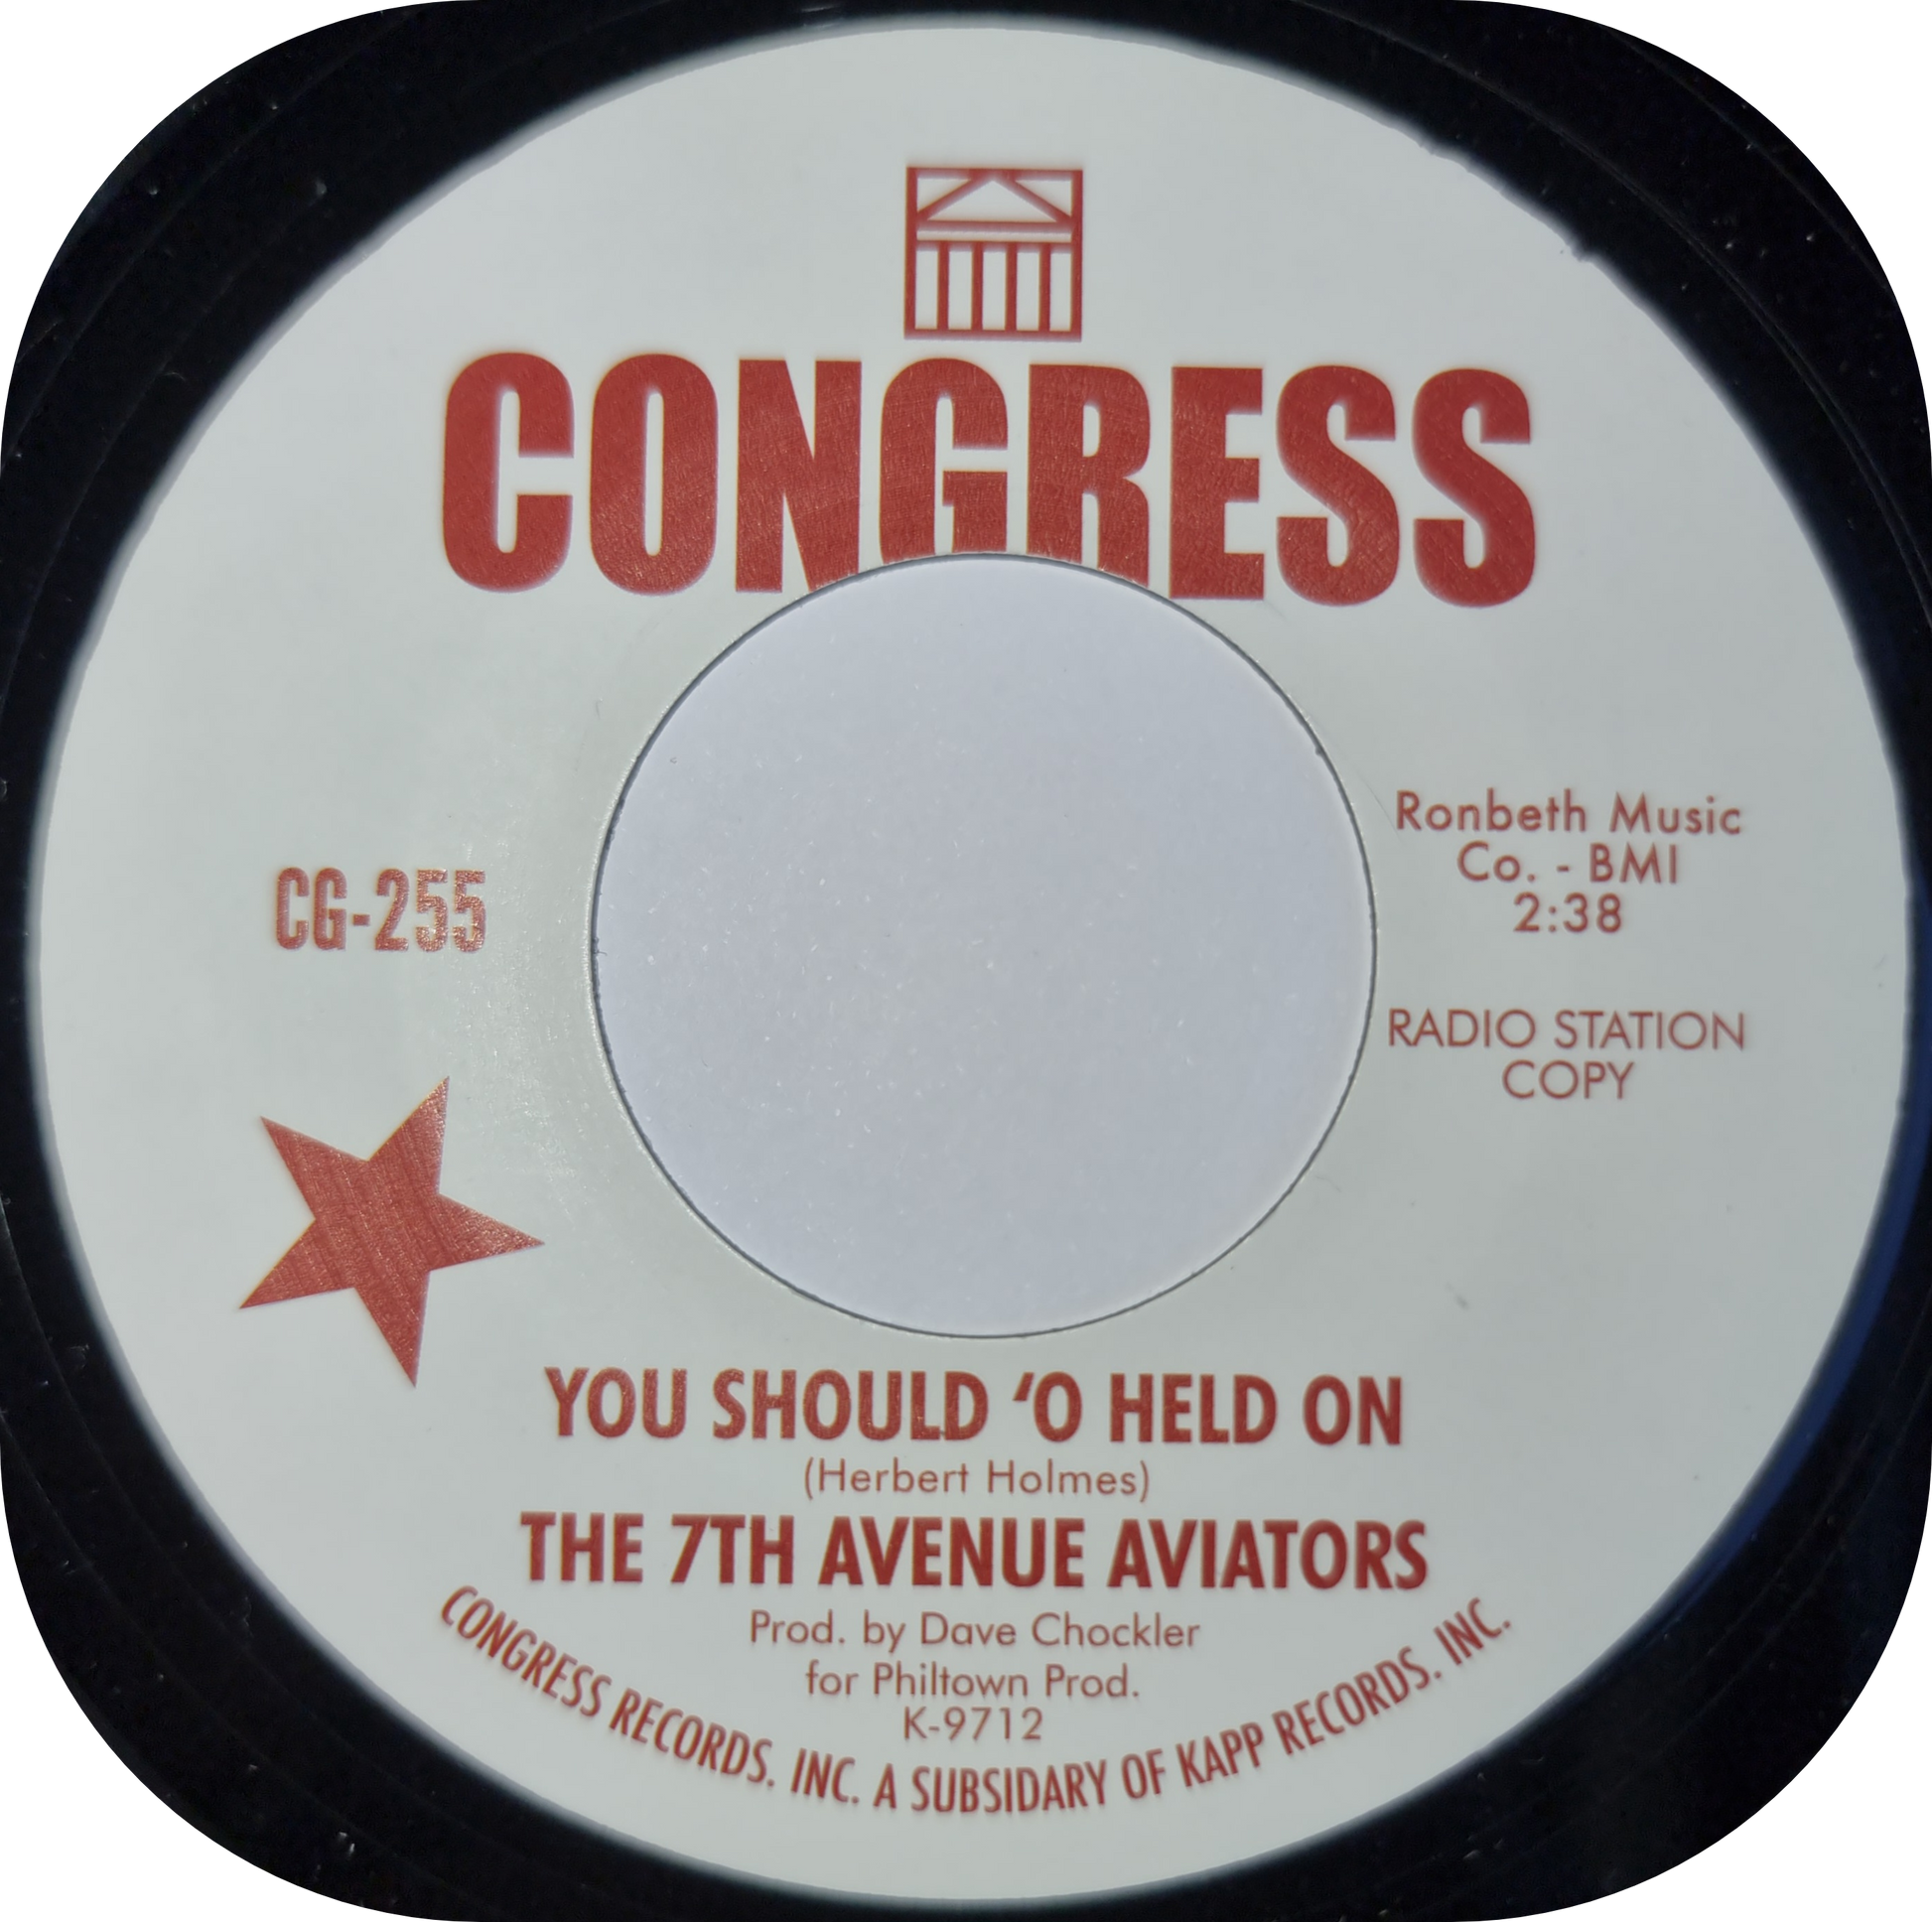 CONGRESS
Ronbeth Music
Co. - BMI
2:38
CG-255
RADIO STATION
COPY
YOU SHOULD ‘O HELD ON
(Herbert Holmes)
THE 7TH AVENUE AVIATORS
Prod. by Dave Chockler
for Philtown Prod.
K-9712
CONGRESS RECORDS. INC. A SUBSIDARY OF KAPP RECORDS. INC.